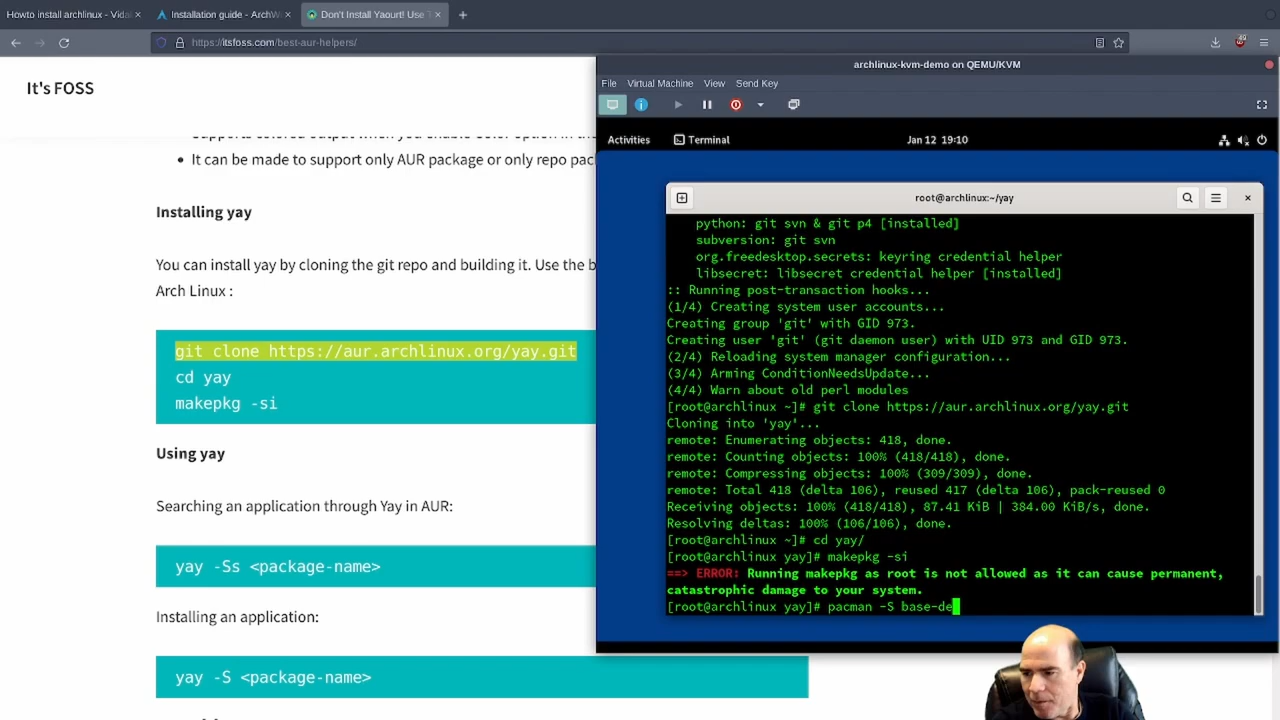 Howto install archlinux - Vidal
Installation guide - ArchW
Don't Install Yaourt! Use
https://itsfoss.com/best-aur-helpers/
49
It's FOSS
It can be made to support only AUR package or only repo pac
Installing yay
You can install yay by cloning the git repo and building it. Use the b
Arch Linux :
git clone https://aur.archlinux.org/yay.git
cd yay
makepkg -si
Using yay
Searching an application through Yay in AUR:
yay -Ss <package-name>
Installing an application:
yay -S <package-name>
archlinux-kvm-demo on QEMU/KVM
File Virtual Machine View Send Key
Activities Terminal Jan 12 19:10
root@archlinux:~/yay
python: git svn & git p4 [installed]
subversion: git svn
org.freedesktop.secrets: keyring credential helper
libsecret: libsecret credential helper [installed]
:: Running post-transaction hooks...
(1/4) Creating system user accounts...
Creating group 'git' with GID 973.
Creating user 'git' (git daemon user) with UID 973 and GID 973.
(2/4) Reloading system manager configuration...
(3/4) Arming ConditionNeedsUpdate...
(4/4) Warn about old perl modules
[root@archlinux ~]# git clone https://aur.archlinux.org/yay.git
Cloning into 'yay'...
remote: Enumerating objects: 418, done.
remote: Counting objects: 100% (418/418), done.
remote: Compressing objects: 100% (309/309), done.
remote: Total 418 (delta 106), reused 417 (delta 106), pack-reused 0
Receiving objects: 100% (418/418), 87.41 KiB | 384.00 KiB/s, done.
Resolving deltas: 100% (106/106), done.
[root@archlinux ~]# cd yay/
[root@archlinux yay]# makepkg -si
==> ERROR: Running makepkg as root is not allowed as it can cause permanent,
catastrophic damage to your system.
[root@archlinux yay]# pacman -S base-de